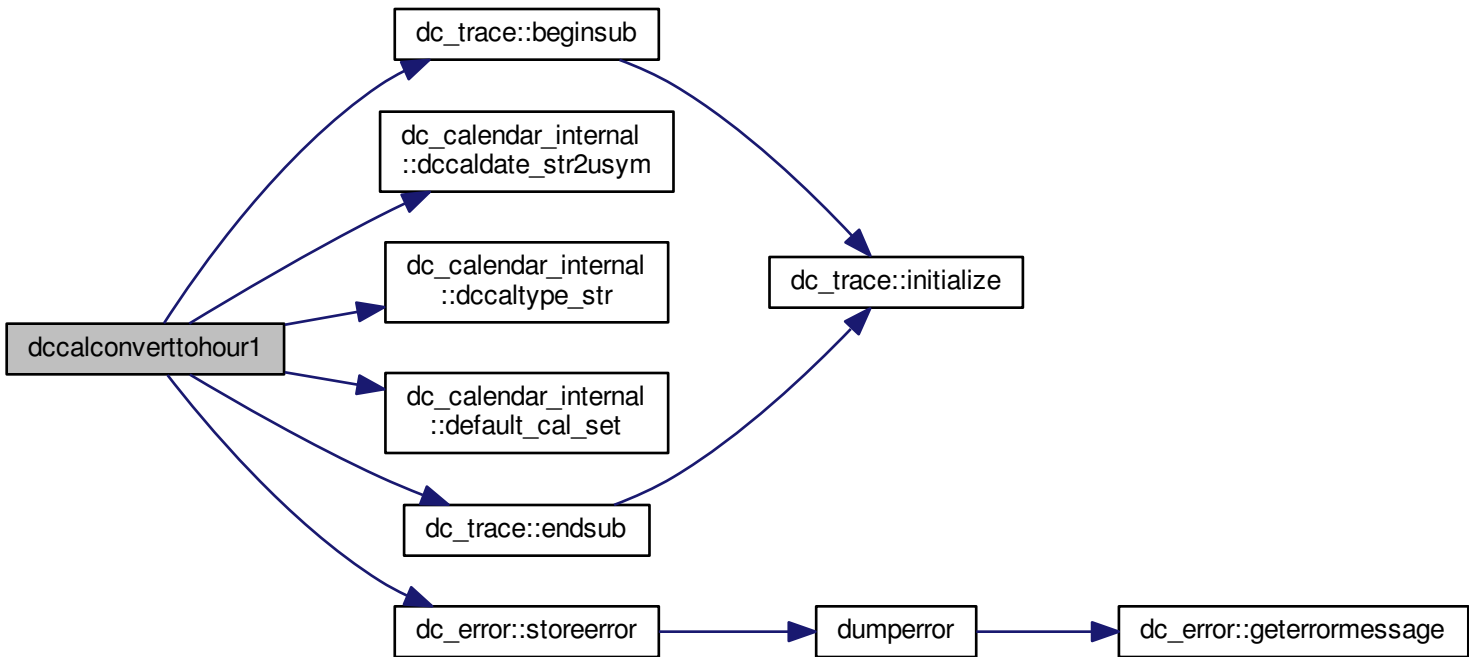 dc_trace::beginsub
dc_calendar_internal
::dccaldate_str2usym
dc_calendar_internal
::dccaltype_str
dc_trace::initialize
dccalconverttohour1
dc_calendar_internal
::default_cal_set
dc_trace::endsub
dc_error::storeerror
dumperror
dc_error::geterrormessage